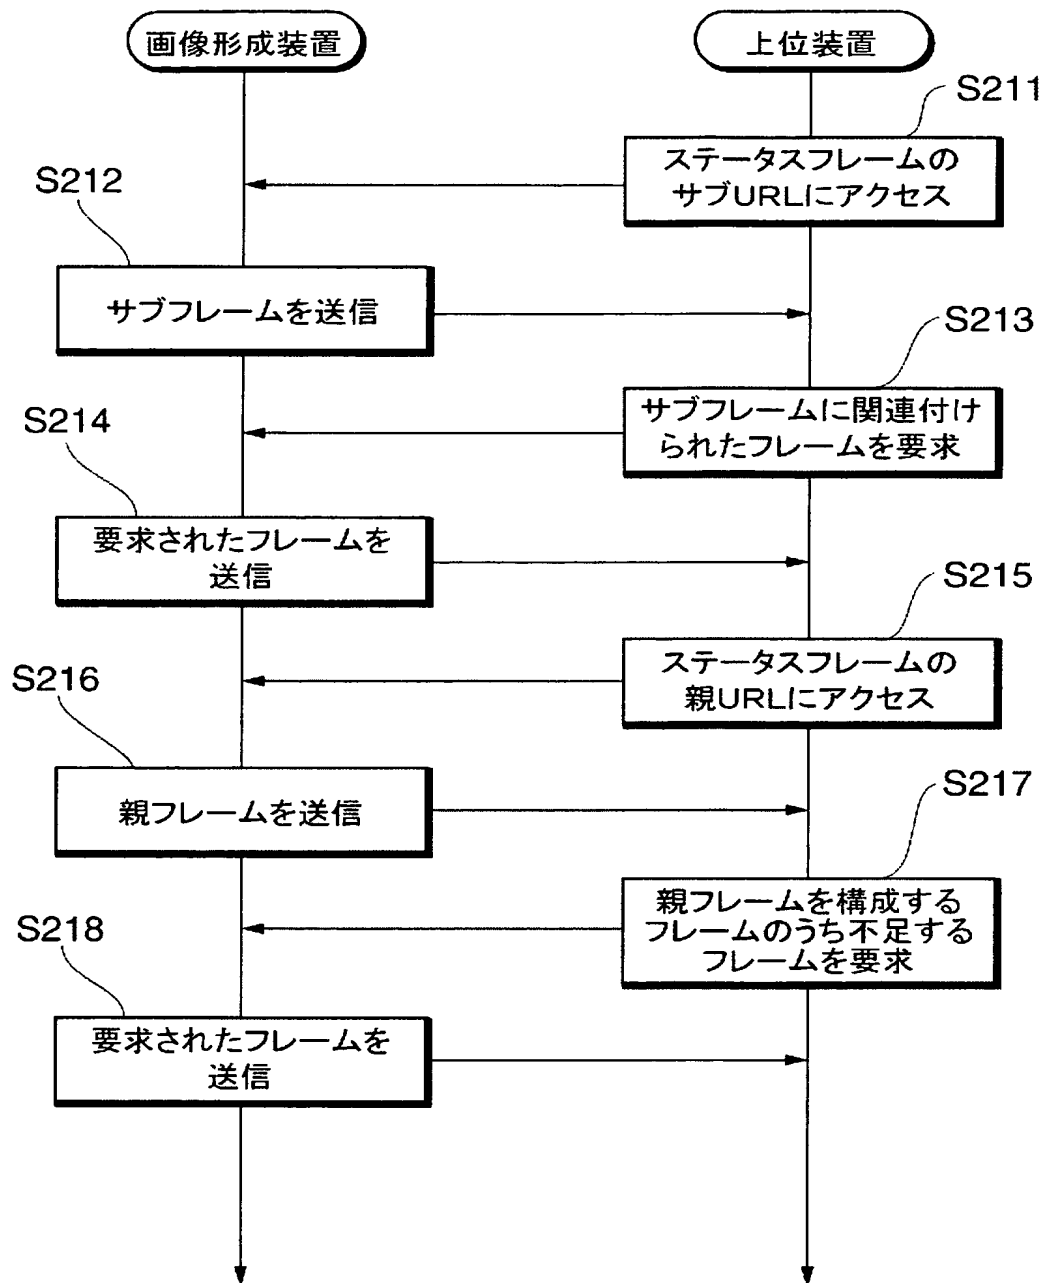 画像形成装置
上位装置
S211
ステータスフレームの
サブURLにアクセス
S212
サブフレームを送信
S213
サブフレームに関連付け
られたフレームを要求
S214
要求されたフレームを
送信
S215
ステータスフレームの
親URLにアクセス
S216
親フレームを送信
S217
親フレームを構成する
フレームのうち不足する
フレームを要求
S218
要求されたフレームを
送信